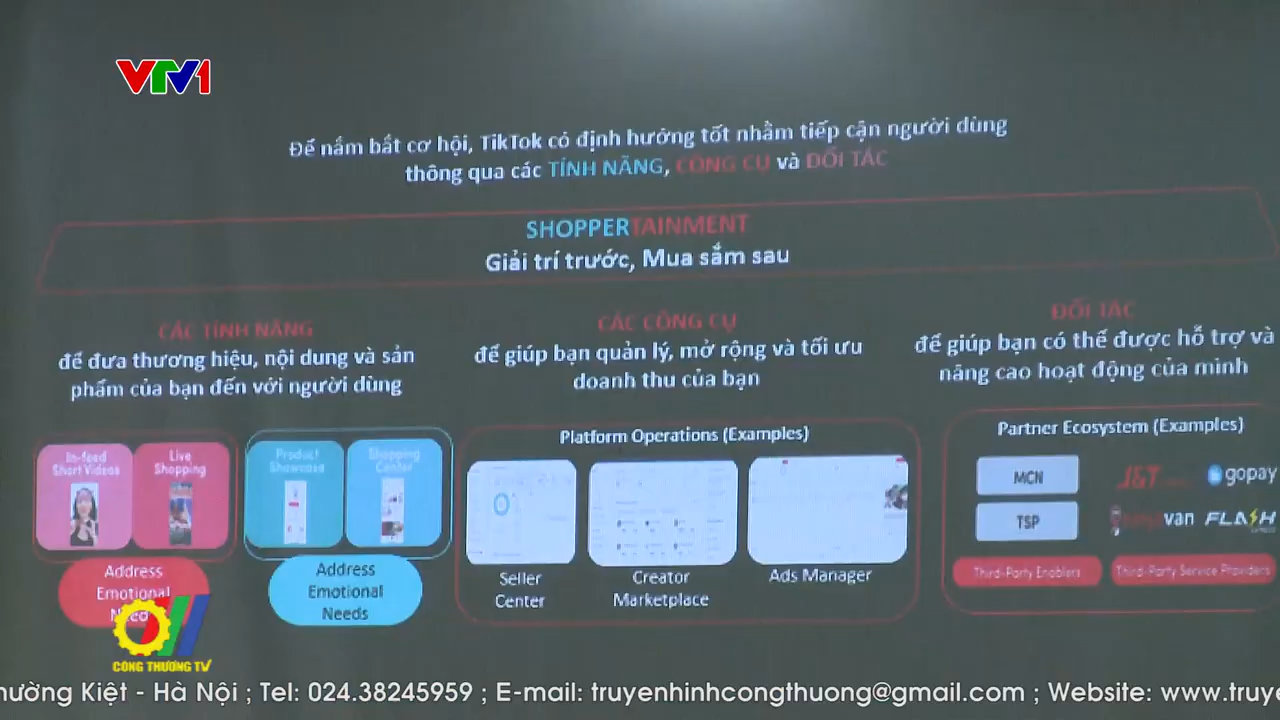 VTV1
Để nắm bắt cơ hội, TikTok có định hướng tốt nhằm tiếp cận người dùng
thông qua các TÍNH NĂNG, CÔNG CỤ và ĐỐI TÁC
SHOPPERTAINMENT
Giải trí trước, Mua sắm sau
CÁC TÍNH NĂNG
để đưa thương hiệu, nội dung và sản
phẩm của bạn đến với người dùng
CÁC CÔNG CỤ
để giúp bạn quản lý, mở rộng và tối ưu
doanh thu của bạn
ĐỐI TÁC
để giúp bạn có thể được hỗ trợ và
nâng cao hoạt động của mình
In-feed
Short Videos
Live
Shopping
Product
Showcase
Shopping
Center
Address
Emotional
Needs
Address
Emotional
Needs
Platform Operations (Examples)
Seller
Center
Creator
Marketplace
Ads Manager
Partner Ecosystem (Examples)
MCN
TSP
J&T
gopay
van
FLASH
Third-Party Enablers
Third-Party Service Providers
CÔNG THƯƠNG TV
hường Kiệt - Hà Nội ; Tel: 024.38245959 ; E-mail: truyenhinhcongthuong@gmail.com ; Website: www.truye